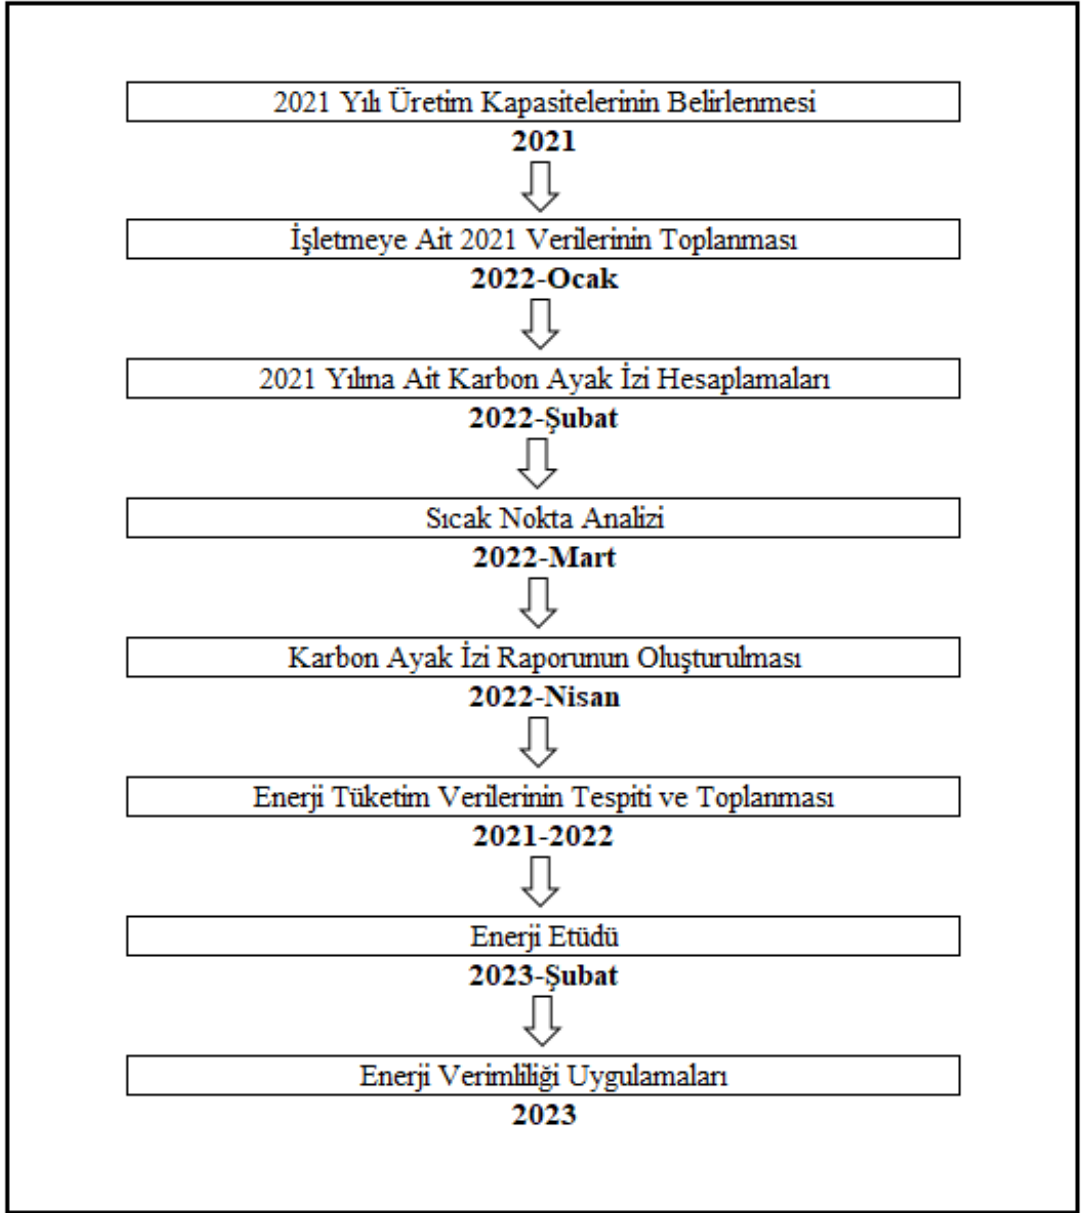 2021 Yılı Üretim Kapasitelerinin Belirlenmesi
2021
İşletmeye Ait 2021 Verilerinin Toplanması
2022-Ocak
2021 Yılına Ait Karbon Ayak İzi Hesaplamaları
2022-Şubat
Sıcak Nokta Analizi
2022-Mart
Karbon Ayak İzi Raporunun Oluşturulması
2022-Nisan
Enerji Tüketim Verilerinin Tespiti ve Toplanması
2021-2022
Enerji Etüdü
2023-Şubat
Enerji Verimliliği Uygulamaları
2023